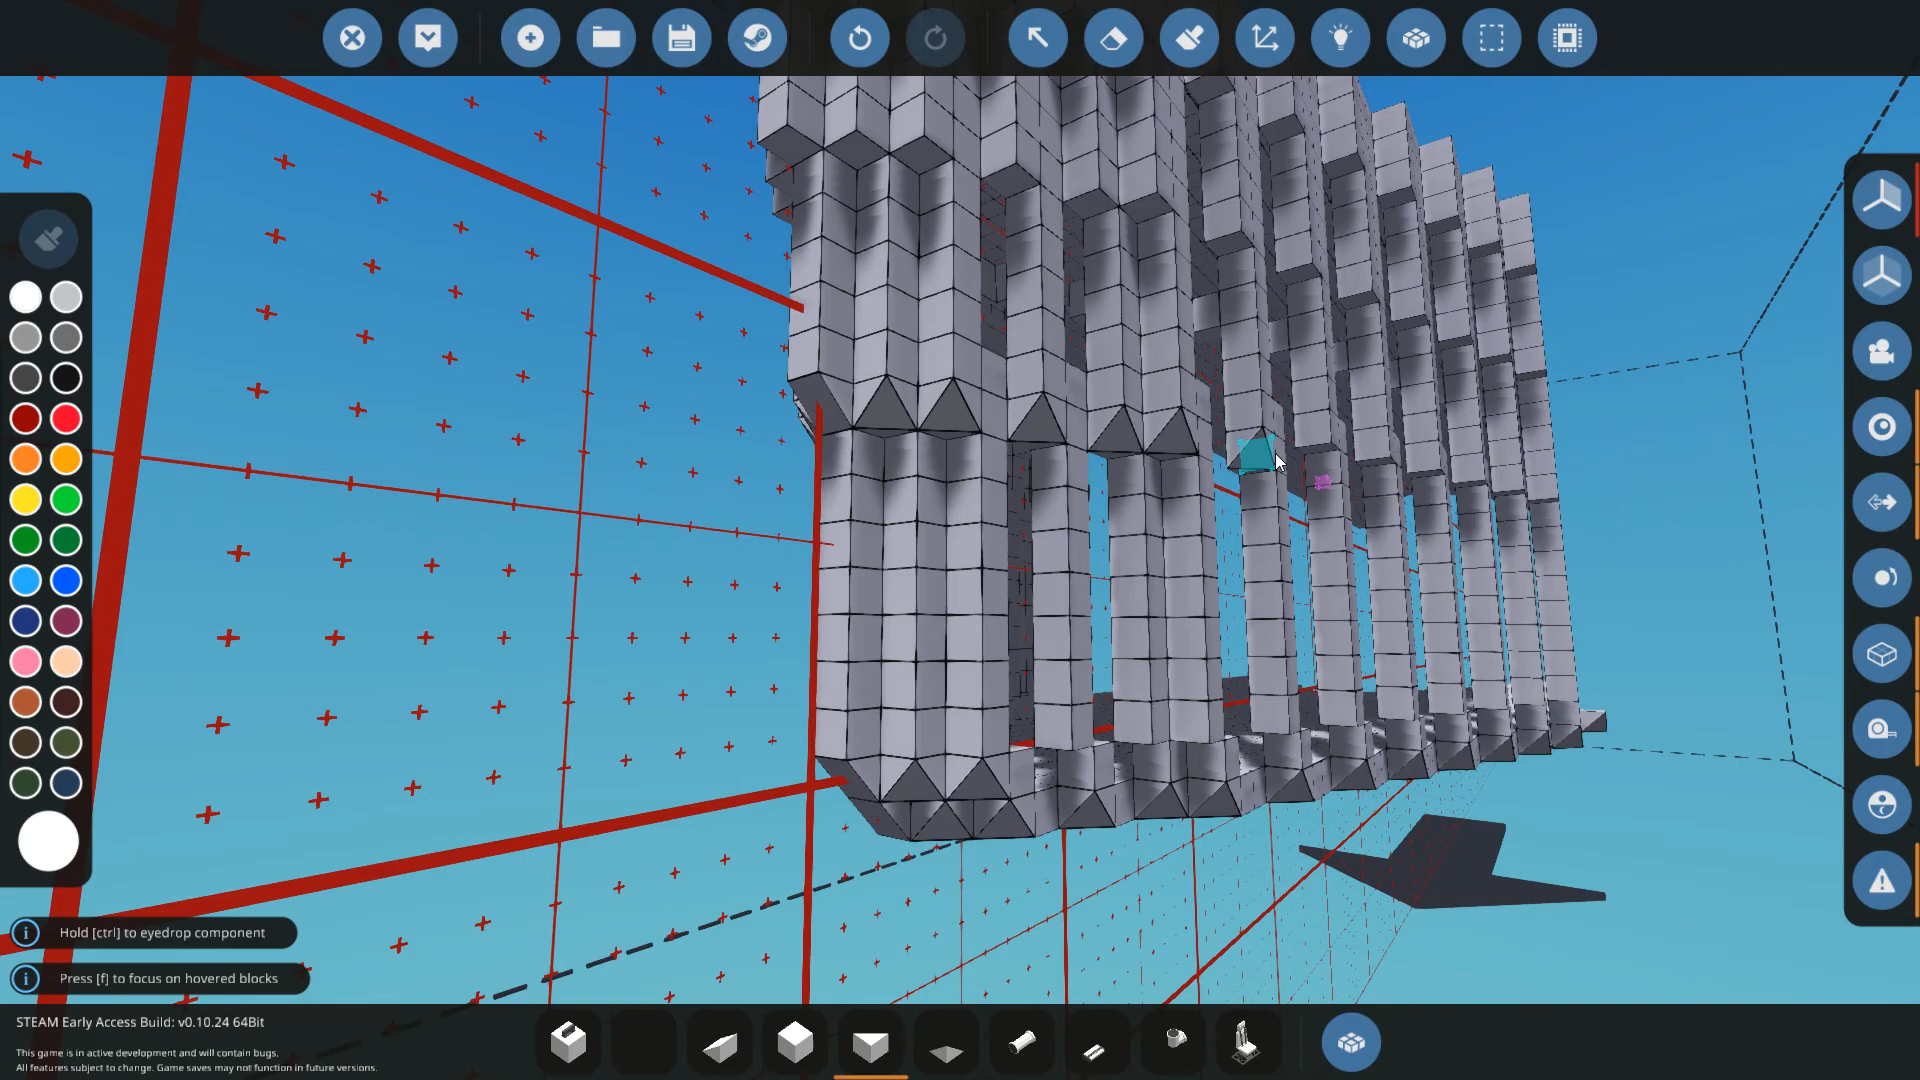 Hold [ctrl] to eyedrop component
Press [f] to focus on hovered blocks
STEAM Early Access Build: v0.10.24 64Bit
This game is in active development and will contain bugs.
All features subject to change. Game saves may not function in future versions.